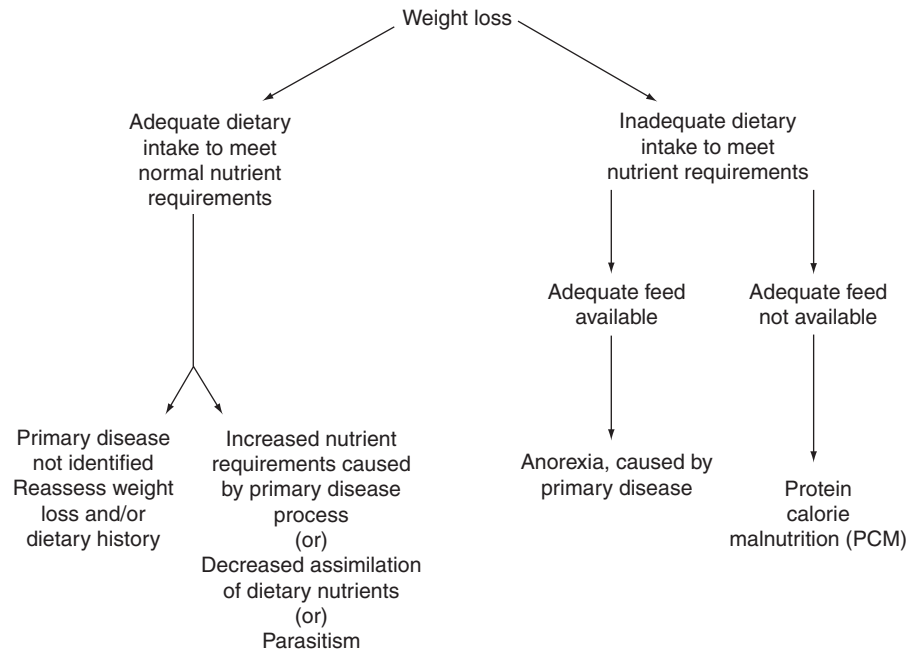 Weight loss
Adequate dietary
intake to meet
normal nutrient
requirements
Inadequate dietary
intake to meet
nutrient requirements
Adequate feed
available
Adequate feed
not available
Primary disease
not identified
Reassess weight
loss and/or
dietary history
Increased nutrient
requirements caused
by primary disease
process
(or)
Decreased assimilation
of dietary nutrients
(or)
Parasitism
Anorexia, caused by
primary disease
Protein
calorie
malnutrition (PCM)